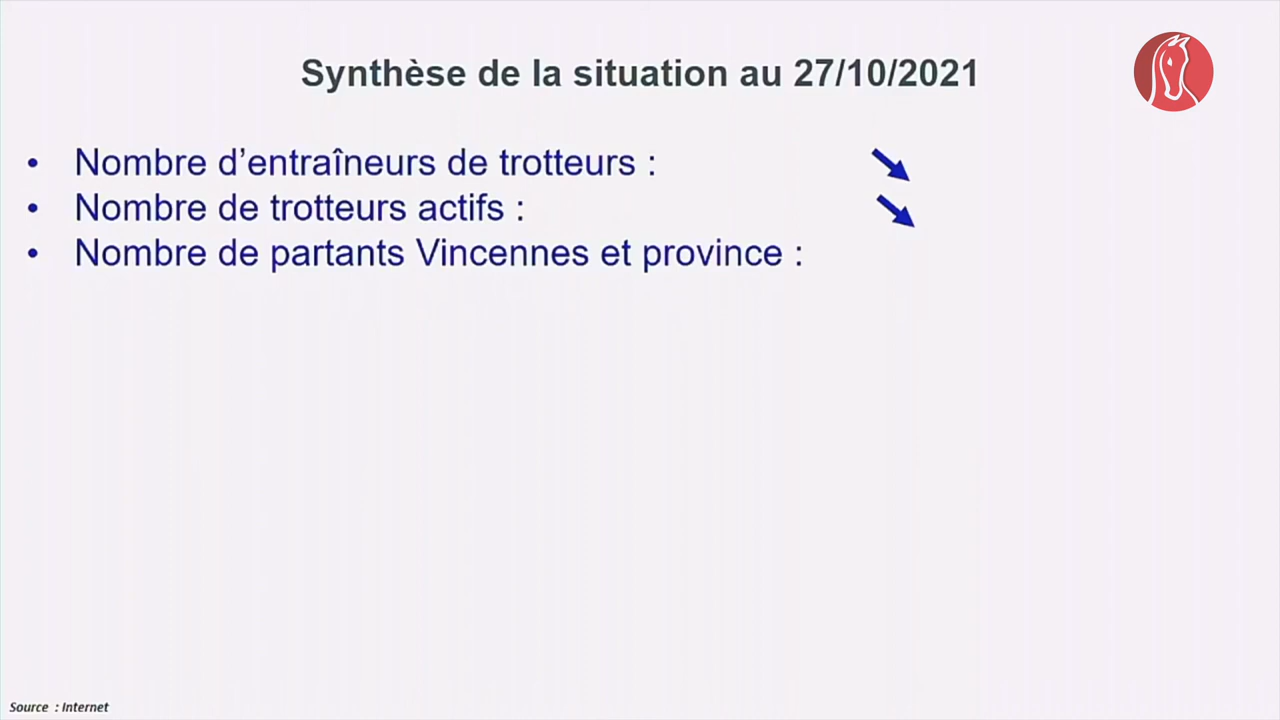 Synthèse de la situation au 27/10/2021
• Nombre d’entraîneurs de trotteurs :
• Nombre de trotteurs actifs :
• Nombre de partants Vincennes et province :
Source : Internet